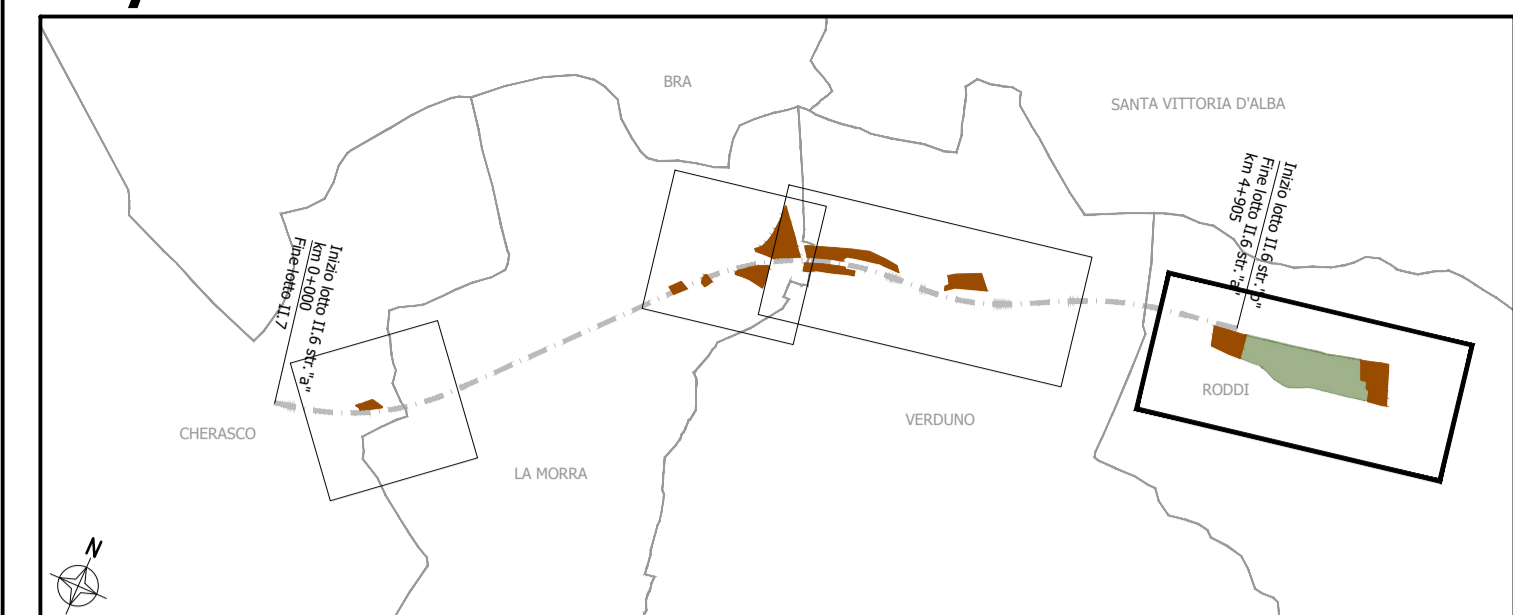 BRA
SANTA VITTORIA D'ALBA
Inizio lotto II.6 str."b"
Fine lotto II.6 str."a"
km 4+905
Inizio lotto II.6 str."a"
km 0+000
Fine lotto II.7
RODDI
VERDUNO
CHERASCO
LA MORRA
N